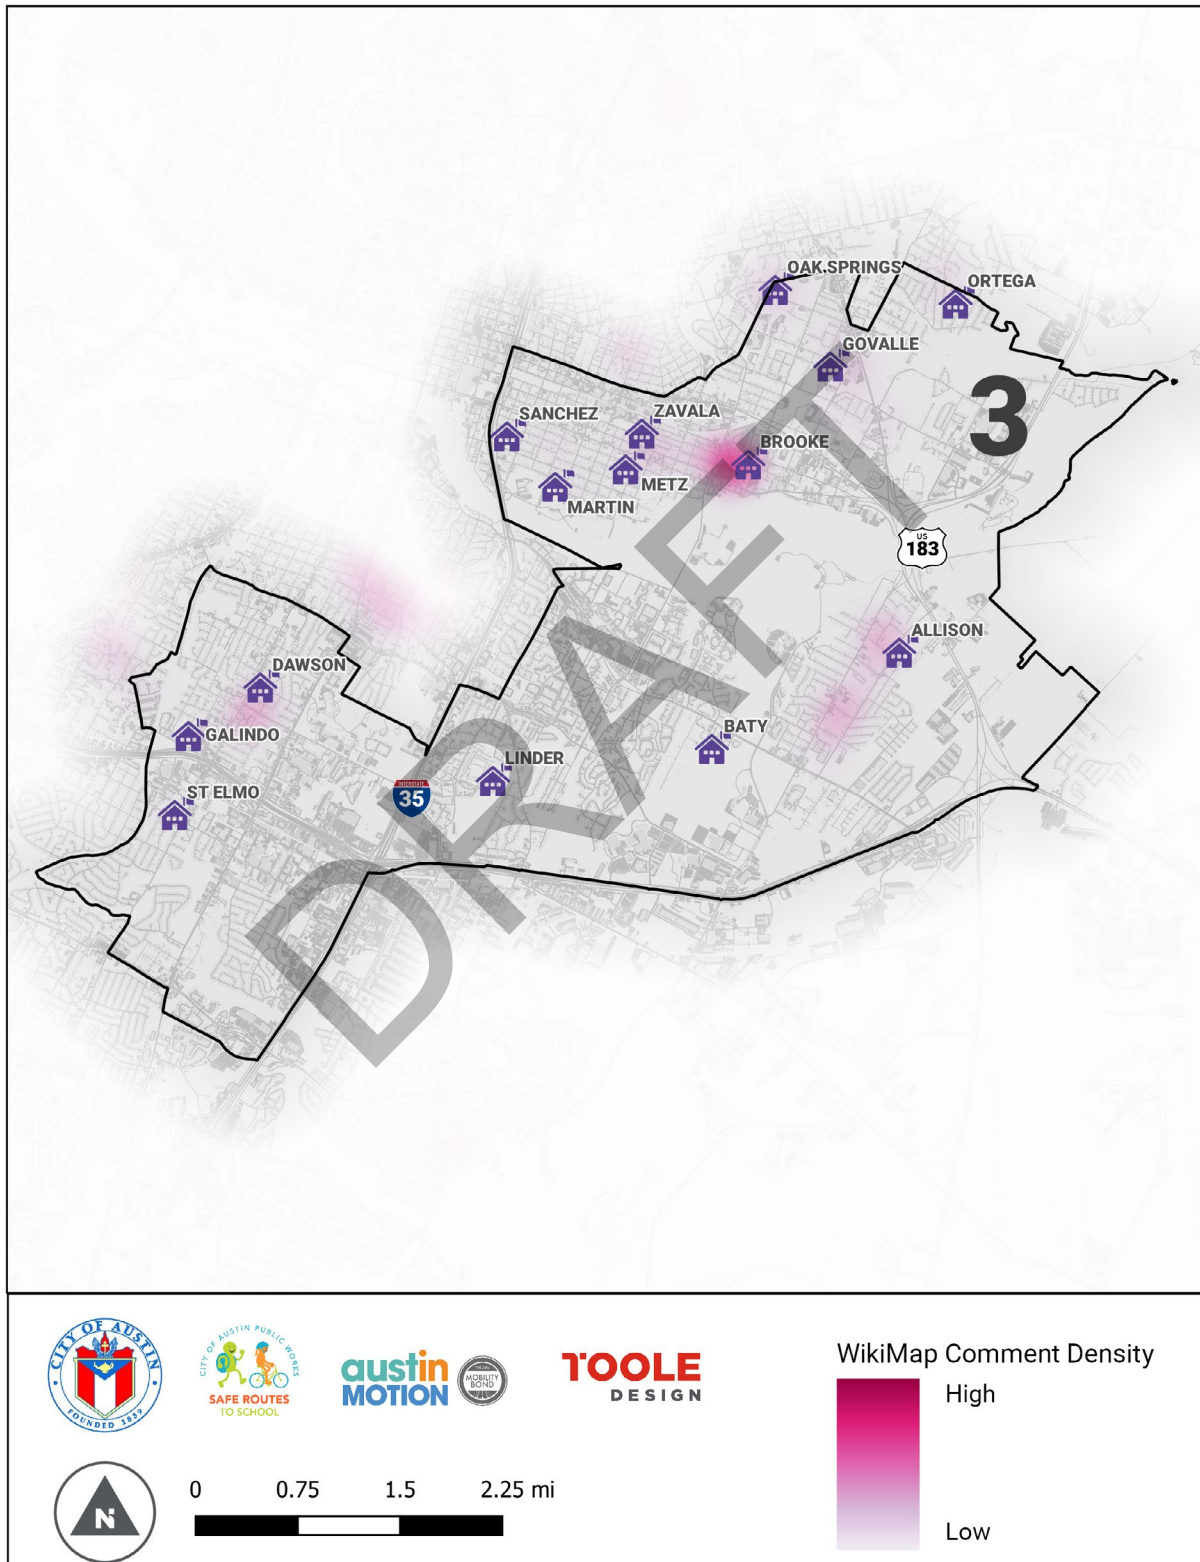 OAK SPRINGS
ORTEGA
GOVALLE
3
SANCHEZ
ZAVALA
BROOKE
METZ
MARTIN
US
183
ALLISON
DAWSON
GALINDO
BATY
LINDER
INTERSTATE
35
ST ELMO
DRAFT
CITY OF AUSTIN
FOUNDED 1839
CITY OF AUSTIN PUBLIC WORKS
SAFE ROUTES
TO SCHOOL
austin
MOTION
MOBILITY
BOND
TOOLE
DESIGN
WikiMap Comment Density
High
Low
N
0 0.75 1.5 2.25 mi